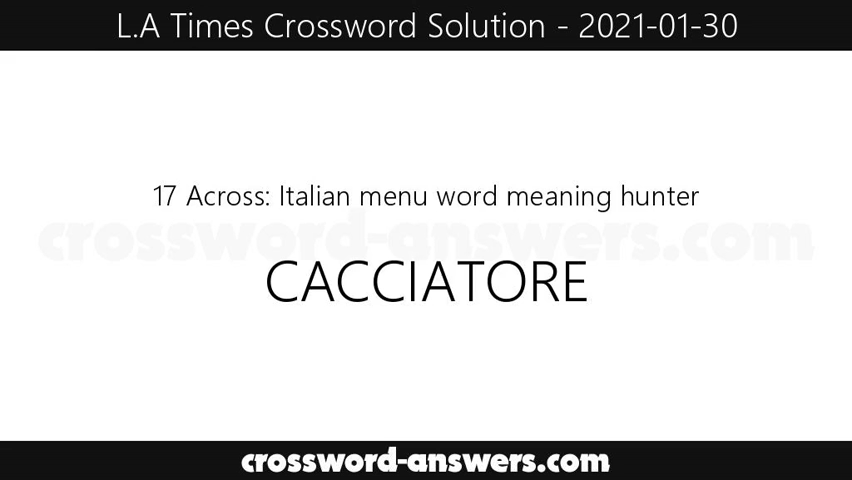 L.A Times Crossword Solution - 2021-01-30
17 Across: Italian menu word meaning hunter
crossword-answers.com
CACCIATORE
crossword-answers.com